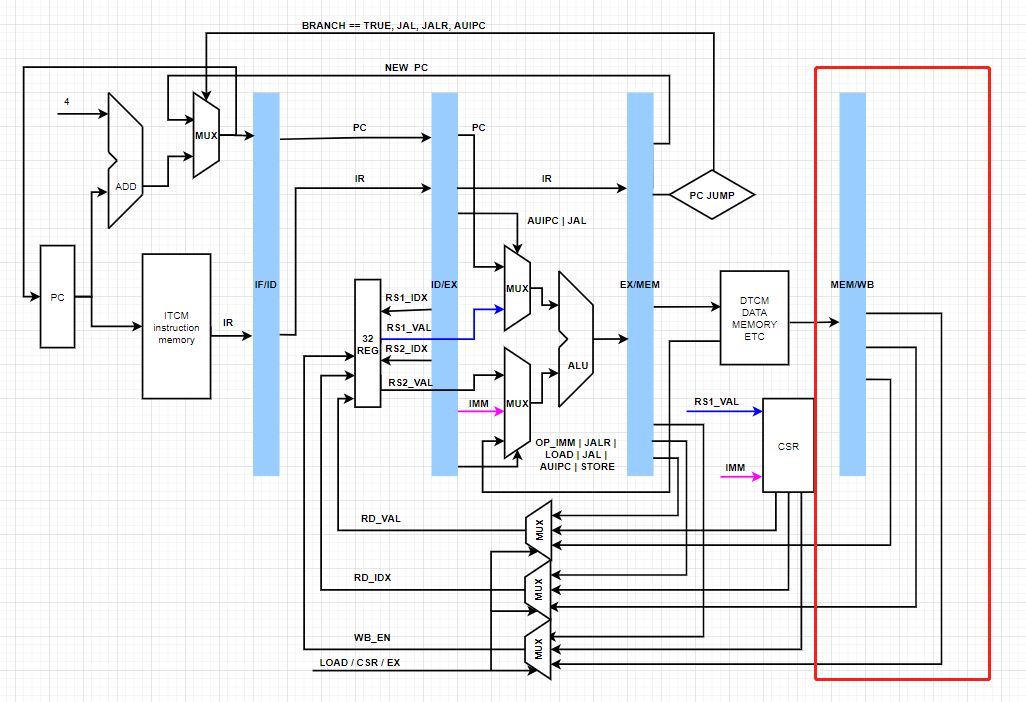 BRANCH == TRUE, JAL, JALR, AUIPC
NEW PC
4
MUX
ADD
PC
PC
IR
IR
AUIPC | JAL
PC JUMP
PC
ITCM
instruction
memory
IR
IF/ID
ID/EX
EX/MEM
MEM/WB
MUX
RS1_IDX
RS1_VAL
RS2_IDX
RS2_VAL
32
REG
ALU
DTCM
DATA
MEMORY
ETC
IMM
MUX
OP_IMM | JALR |
LOAD | JAL |
AUIPC | STORE
RS1_VAL
IMM
CSR
RD_VAL
MUX
RD_IDX
MUX
WB_EN
MUX
LOAD / CSR / EX